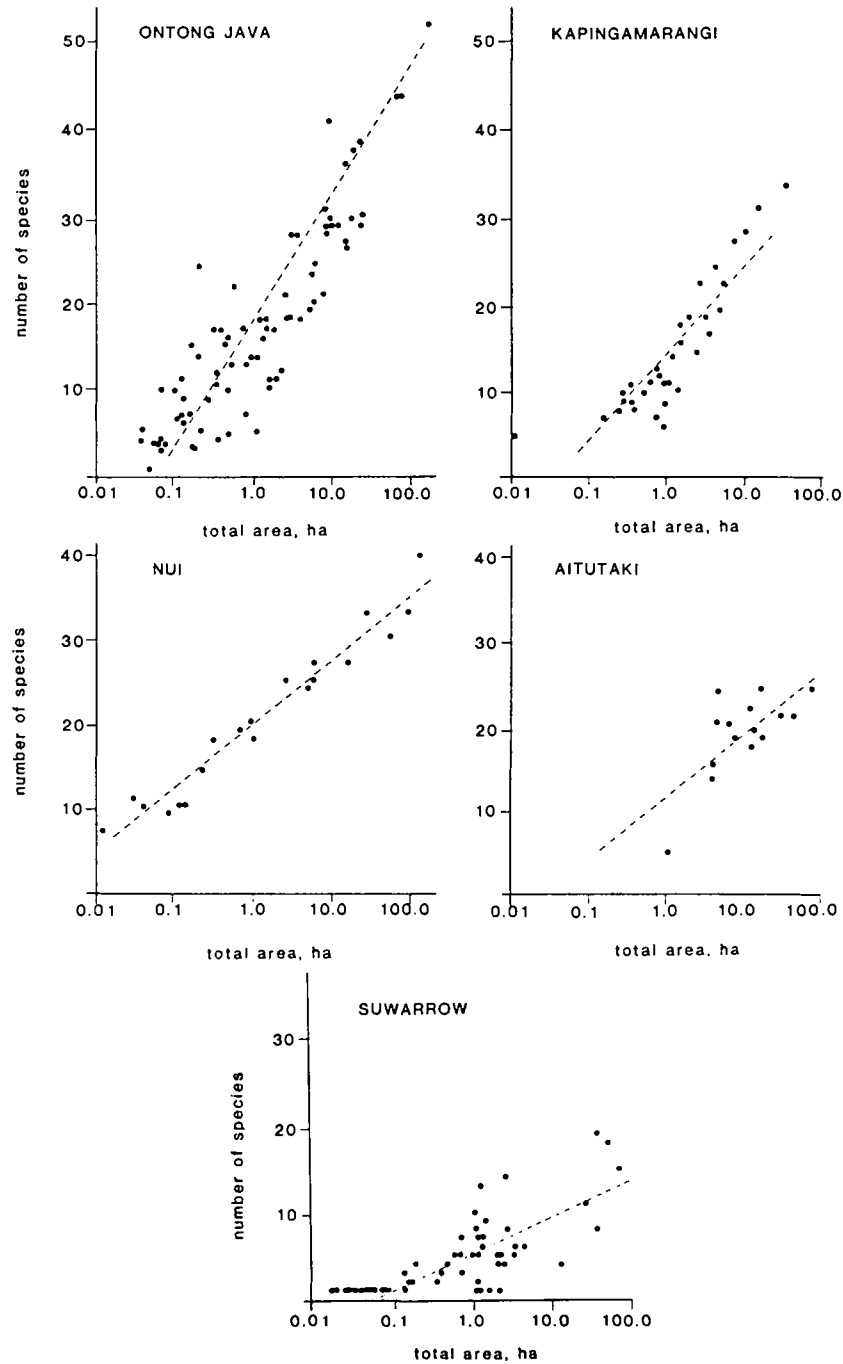 ONTONG JAVA
50
40
30
20
10
number of species
0.01 0.1 1.0 10.0 100.0
total area, ha
KAPINGAMARANGI
50
40
30
20
10
0.01 0.1 1.0 10.0 100.0
total area, ha
NUI
40
30
20
10
number of species
0.01 0.1 1.0 10.0 100.0
total area, ha
AITUTAKI
40
30
20
10
0.01 0.1 1.0 10.0 100.0
total area, ha
SUWARROW
30
20
10
number of species
0.01 0.1 1.0 10.0 100.0
total area, ha